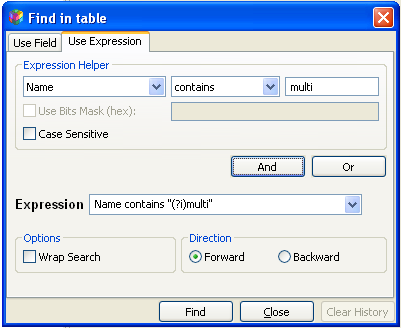 Find in table
Use Field Use Expression
Expression Helper
Name contains multi
Use Bits Mask (hex):
Case Sensitive
And Or
Expression Name contains "(?i)multi"
Options Direction
Wrap Search Forward Backward
Find Close Clear History